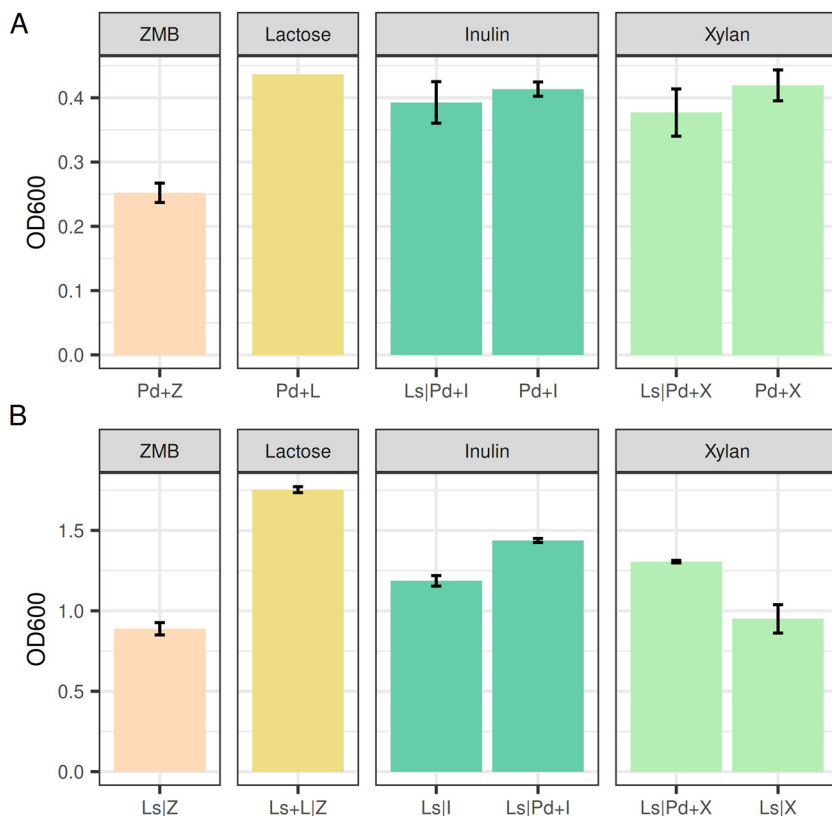 A
ZMB Lactose Inulin Xylan
OD600
0.4
0.3
0.2
0.1
0.0
Pd+Z Pd+L Ls|Pd+I Pd+I Ls|Pd+X Pd+X
B
ZMB Lactose Inulin Xylan
OD600
1.5
1.0
0.5
0.0
Ls|Z Ls+L|Z Ls|I Ls|Pd+I Ls|Pd+X Ls|X